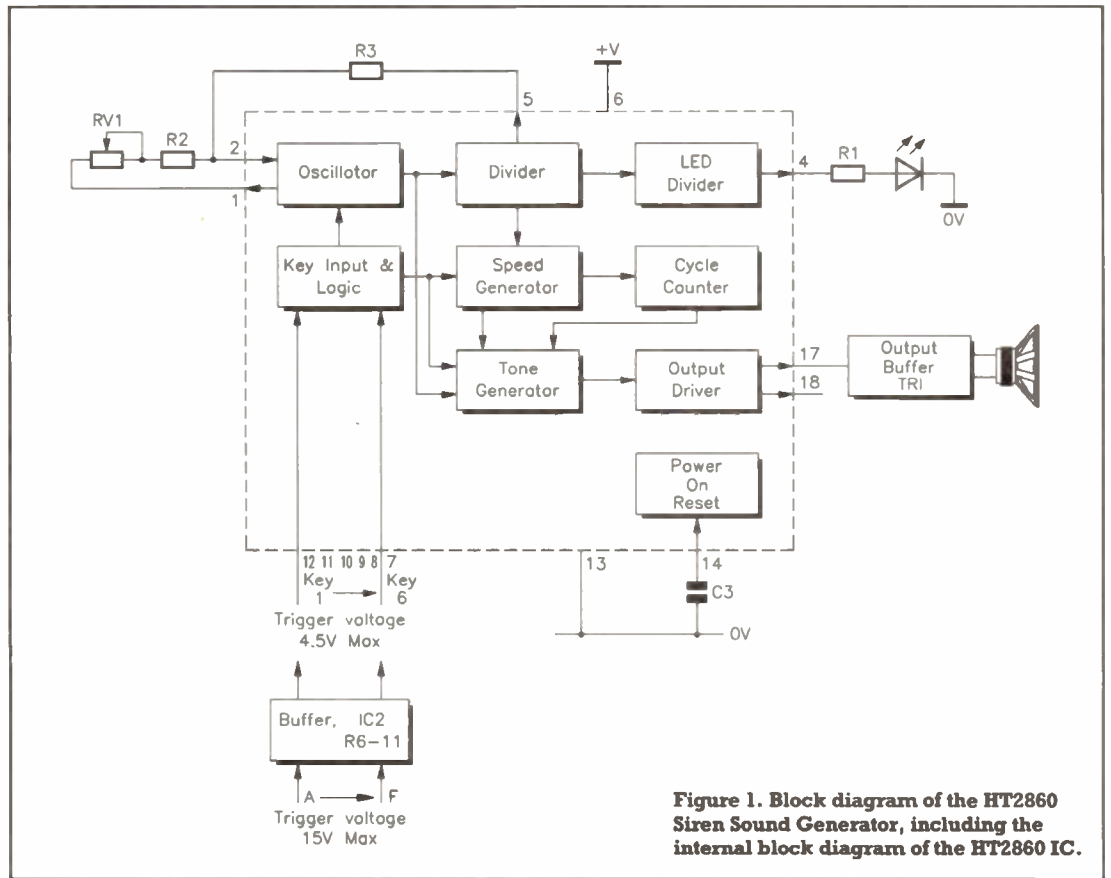 R3
+V
5
6
RV1
R2
2
1
Oscillotor
Divider
LED
Divider
4
R1
0V
Key Input &
Logic
Speed
Generator
Cycle
Counter
Tone
Generator
Output
Driver
17
18
Output
Buffer
TR1
Power
On
Reset
12 11 10 9 8 7
Key Key
1 6
13
14
C3
Trigger voltage
4.5V Max
0V
Buffer, IC2
R6-11
A F
Trigger voltage
15V Max
Figure 1. Block diagram of the HT2860
Siren Sound Generator, including the
internal block diagram of the HT2860 IC.